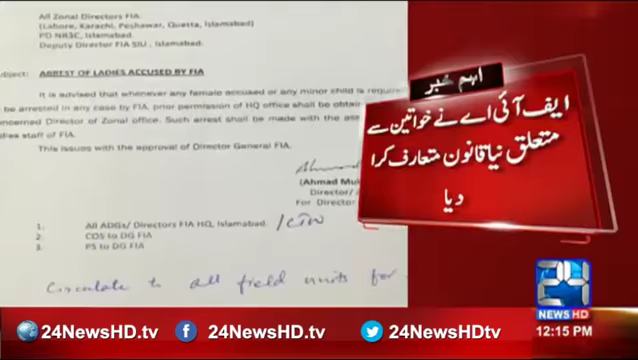 All Zonal Directors FIA.
(Lahore, Karachi, Peshawar, Quetta, Islamabad)
PD NR3C, Islamabad.
Deputy Director FIA SIU, Islamabad.
ubject: ARREST OF LADIES ACCUSED BY FIA
It is advised that whenever any female accused or any minor child is require
be arrested in any case by FIA, prior permission of HQ office shall be obtain
oncerned Director of Zonal office. Such arrest shall be made with the ass
dies staff of FIA.
This issues with the approval of Director General FIA.
(Ahmad
Director/
For Director
1. All ADGs/ Directors FIA HQ, Islamabad. /CTW
2. COS to DG FIA
3. PS to DG FIA
Circulate to all field units for
اہم خبر
ایف آئی اے نے خواتین سے
متعلق نیا قانون متعارف کرا
دیا
24
NEWS HD
24NewsHD.tv
24NewsHD.tv
24NewsHDtv
12:15 PM